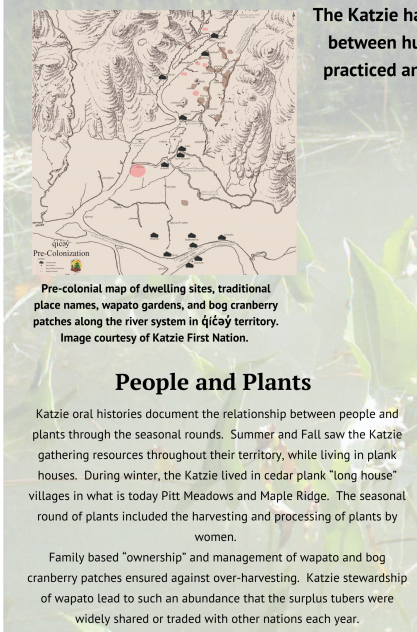 The Katzie ha
between hu
practiced an
q́íc̓əy̓
Pre-Colonization
Pre-colonial map of dwelling sites, traditional
place names, wapato gardens, and bog cranberry
patches along the river system in q́íc̓əy̓ territory.
Image courtesy of Katzie First Nation.
People and Plants
Katzie oral histories document the relationship between people and
plants through the seasonal rounds.  Summer and Fall saw the Katzie
gathering resources throughout their territory, while living in plank
houses.  During winter, the Katzie lived in cedar plank “long house”
villages in what is today Pitt Meadows and Maple Ridge.  The seasonal
round of plants included the harvesting and processing of plants by
women.
Family based “ownership” and management of wapato and bog
cranberry patches ensured against over-harvesting.  Katzie stewardship
of wapato lead to such an abundance that the surplus tubers were
widely shared or traded with other nations each year.